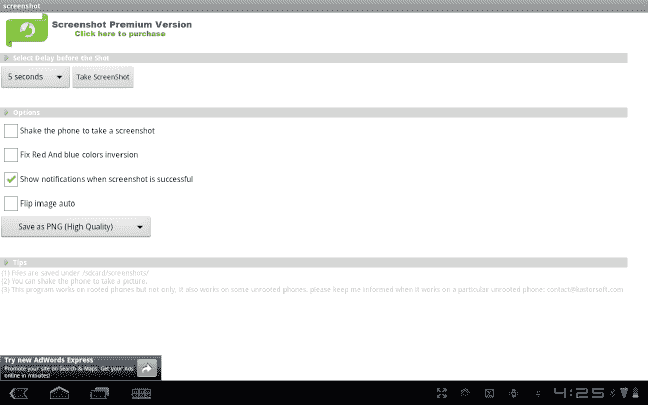 screenshot
Screenshot Premium Version
Click here to purchase
Select Delay before the Shot
5 seconds
Take ScreenShot
Options
Shake the phone to take a screenshot
Fix Red And blue colors inversion
Show notifications when screenshot is successful
Flip image auto
Save as PNG (High Quality)
Tips
(1) Files are saved under /sdcard/screenshots/
(2) You can shake the phone to take a picture.
(3) This program works on rooted phones but not only, it also works on some unrooted phones, please keep me informed when it works on a particular unrooted phone:
Try new AdWords Express
Promote your site on Search & Maps. Get your Ads
online in minutes!
4:25